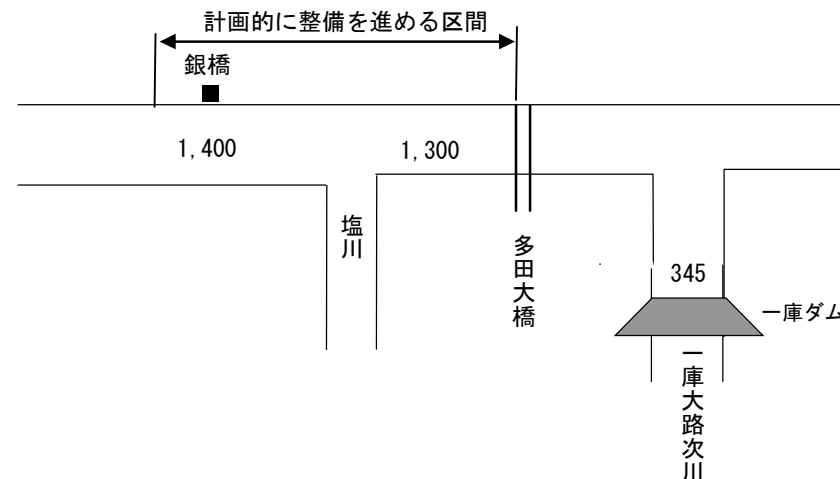 計画的に整備を進める区間
銀橋
1,400
1,300
塩川
多田大橋
345
一庫ダム
一庫大路次川